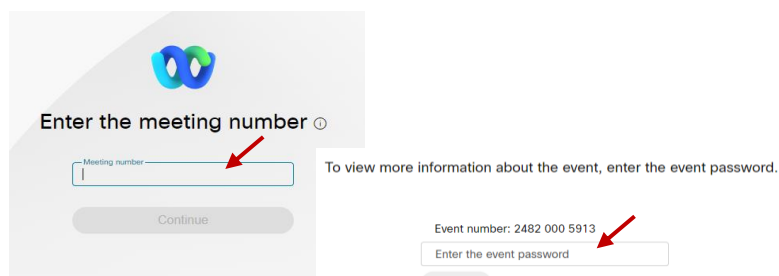 Enter the meeting number
Meeting number
Continue
To view more information about the event, enter the event password.
Event number: 2482 000 5913
Enter the event password